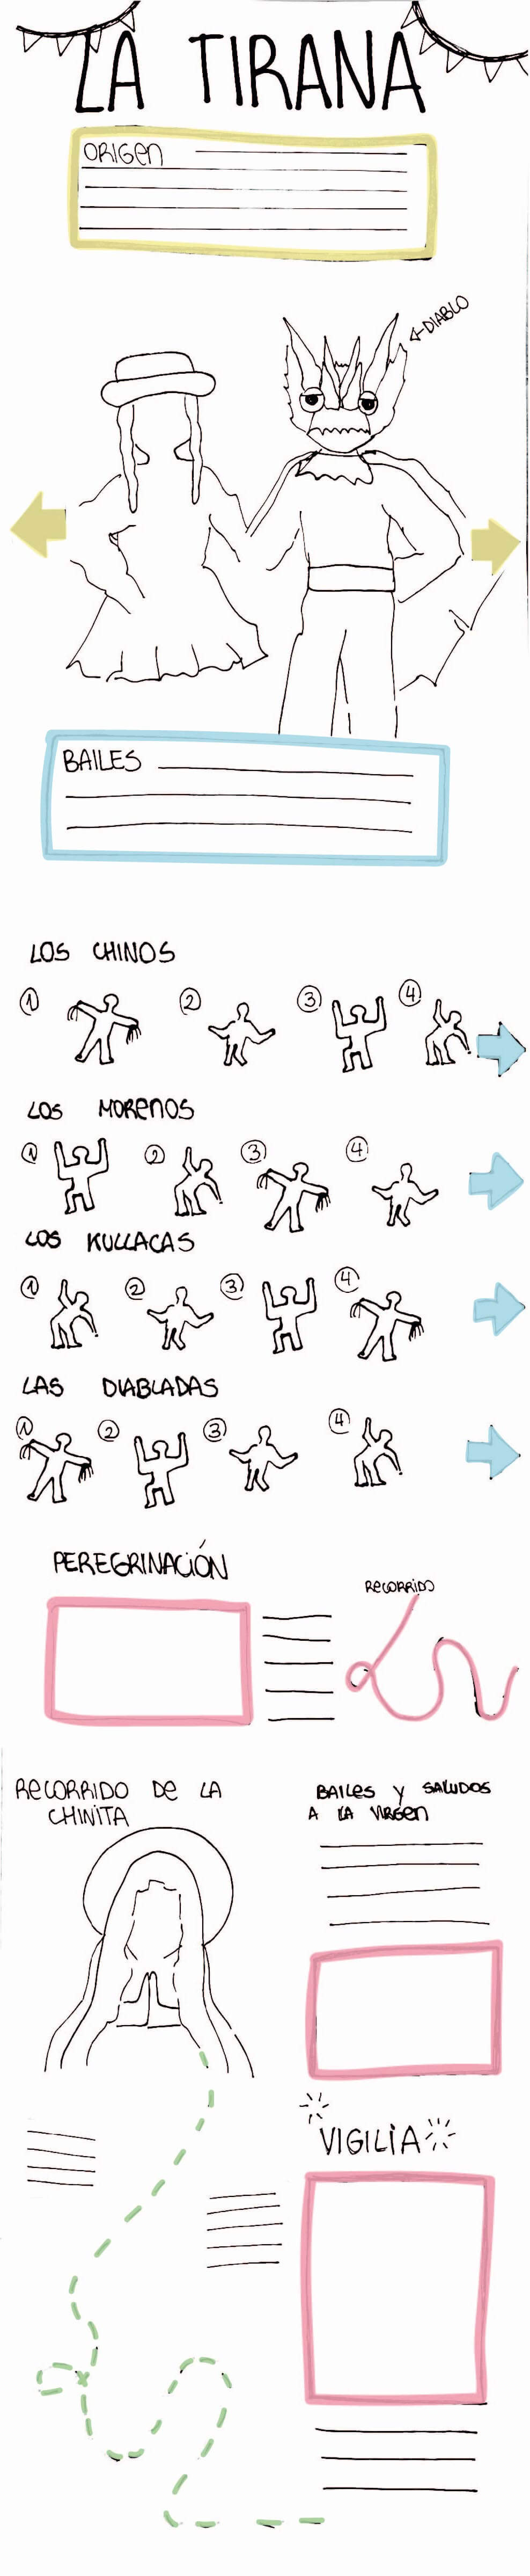 LA TIRANA
ORIGEN
DIABLO
BAILES
LOS CHINOS
1 2 3 4
LOS MORENOS
1 2 3 4
LOS KULLACAS
1 2 3 4
LAS DIABLADAS
1 2 3 4
PEREGRINACIÓN
RECORRIDO
RECORRIDO DE LA
CHINITA
BAILES Y SALUDOS
A LA VIRGEN
VIGILIA